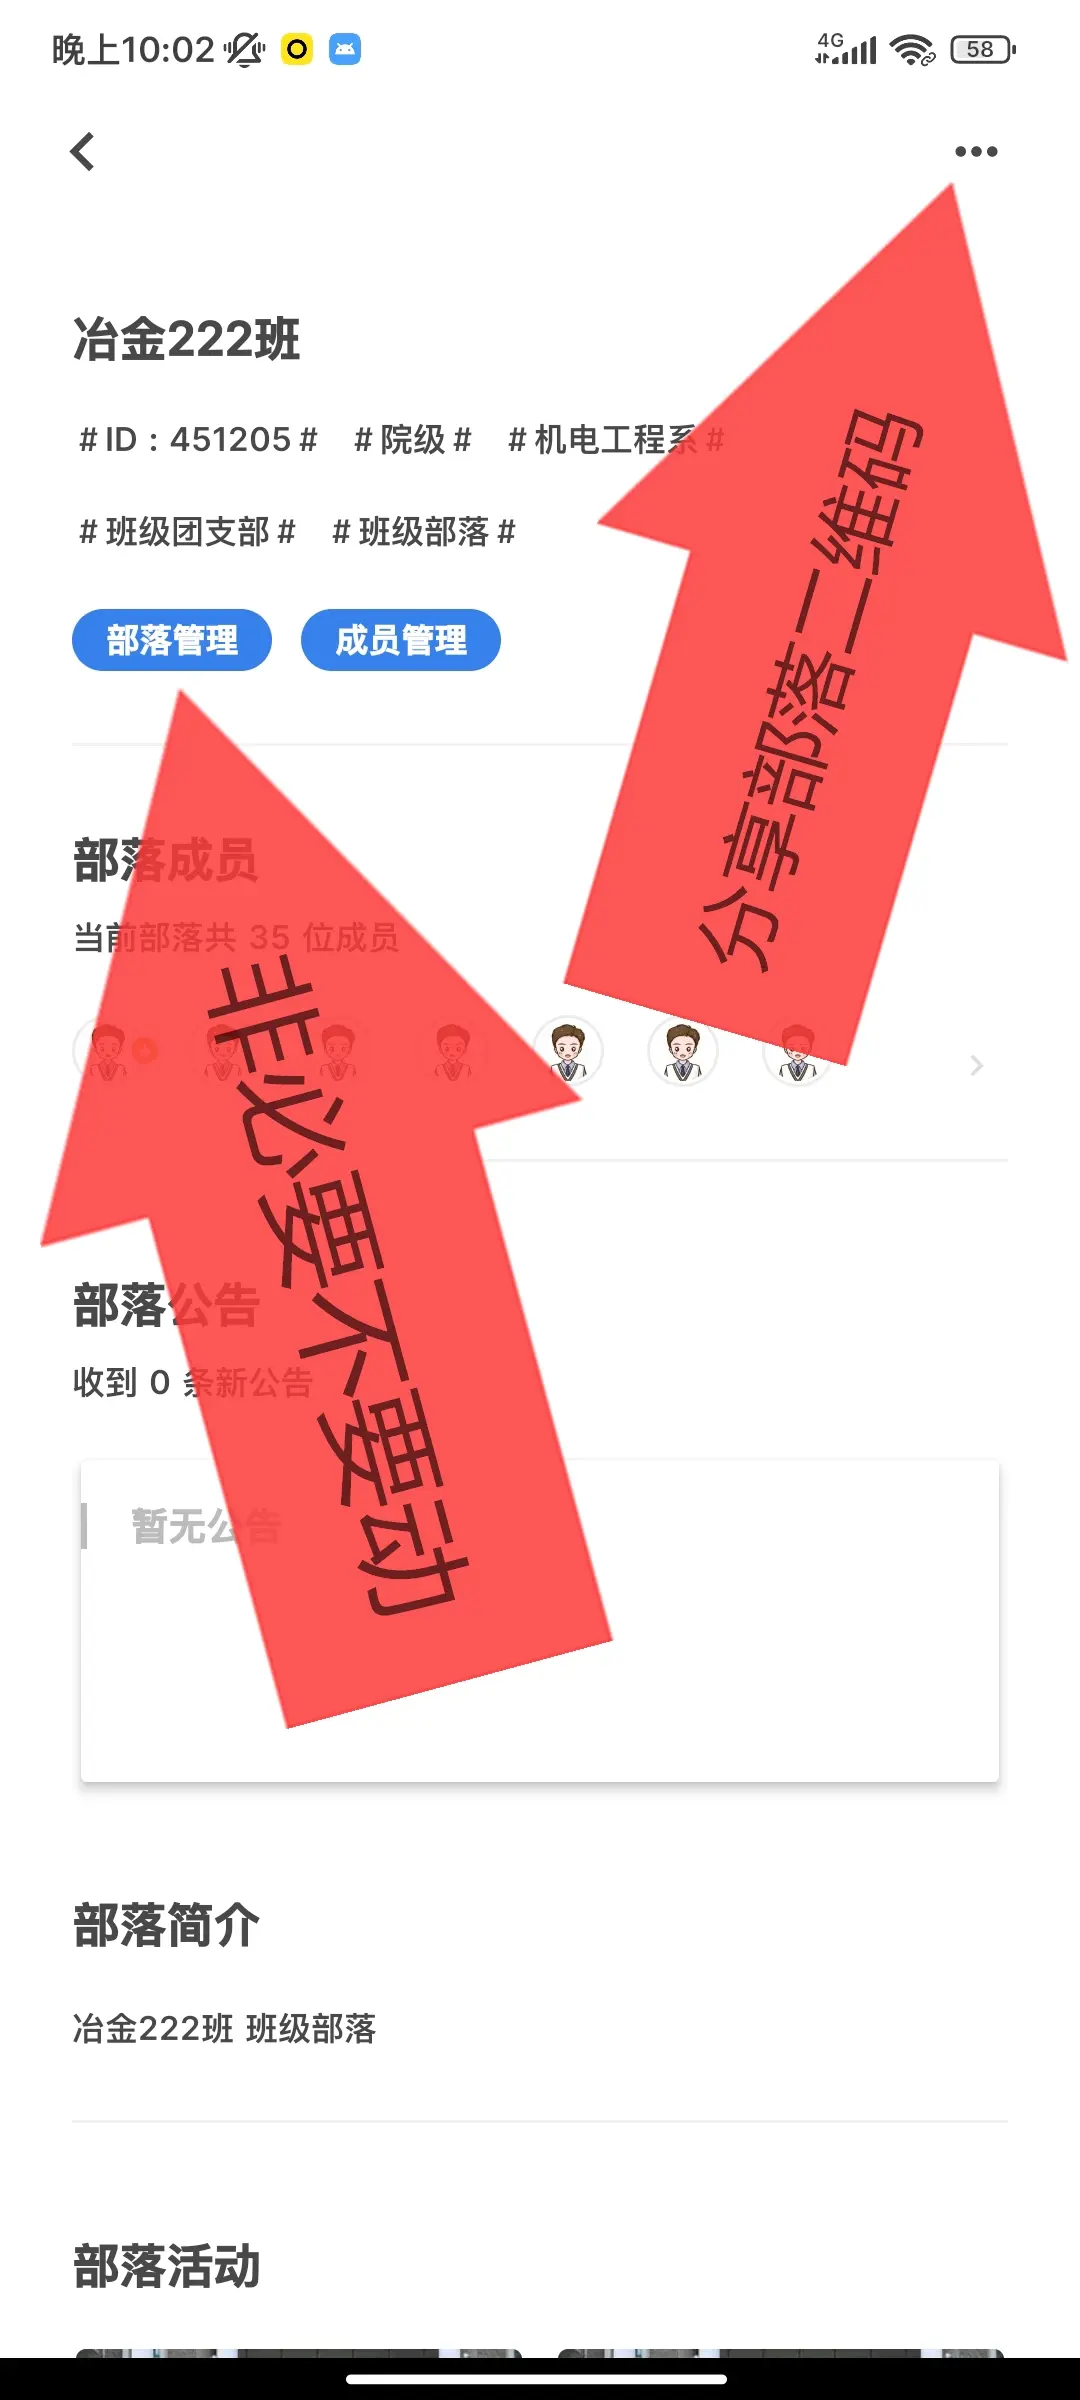 晚上10:02
4G
58
冶金222班
#ID：451205# #院级# #机电工程系#
#班级团支部# #班级部落#
部落管理 成员管理
分享部落二维码
部落成员
当前部落共 35 位成员
非必要不要动
部落公告
收到 0 条新公告
暂无公告
部落简介
冶金222班 班级部落
部落活动